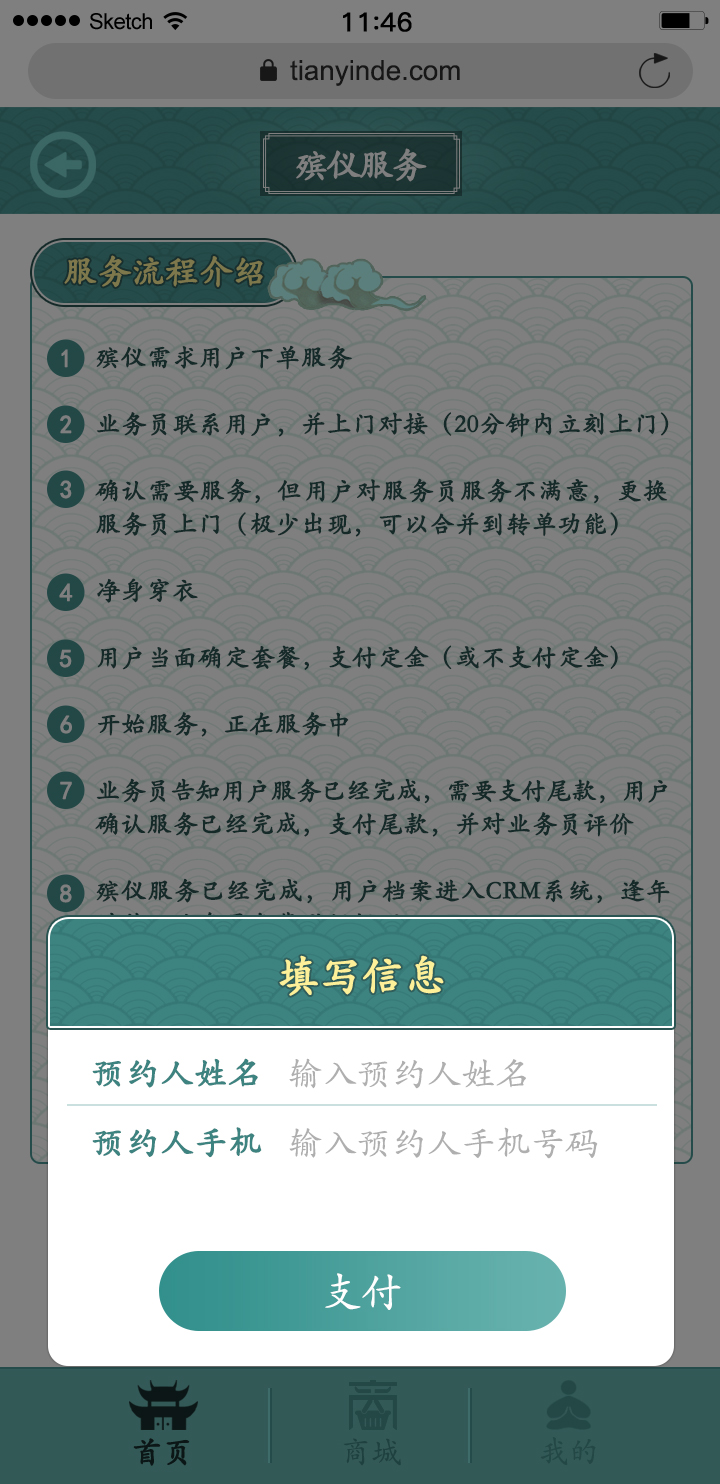 Sketch
11:46
tianyinde.com
殡仪服务
服务流程介绍
1 殡仪需求用户下单服务
2 业务员联系用户，并上门对接（20分钟内立刻上门）
3 确认需要服务，但用户对服务员服务不满意，更换
服务员上门（极少出现，可以合并到转单功能）
4 净身穿衣
5 用户当面确定套餐，支付定金（或不支付定金）
6 开始服务，正在服务中
7 业务员告知用户服务已经完成，需要支付尾款，用户
确认服务已经完成，支付尾款，并对业务员评价
8 殡仪服务已经完成，用户档案进入CRM系统，逢年
填写信息
预约人姓名 输入预约人姓名
预约人手机 输入预约人手机号码
支付
首页 商城 我的